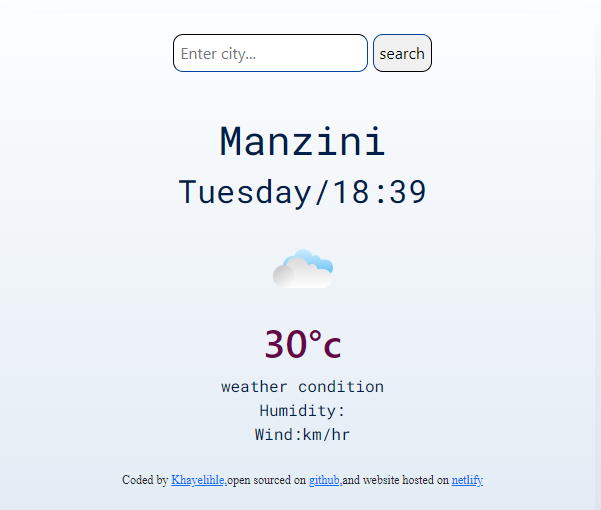 Enter city... search
Manzini
Tuesday/18:39
30°c
weather condition
Humidity:
Wind:km/hr
Coded by Khayelihle,open sourced on github,and website hosted on netlify